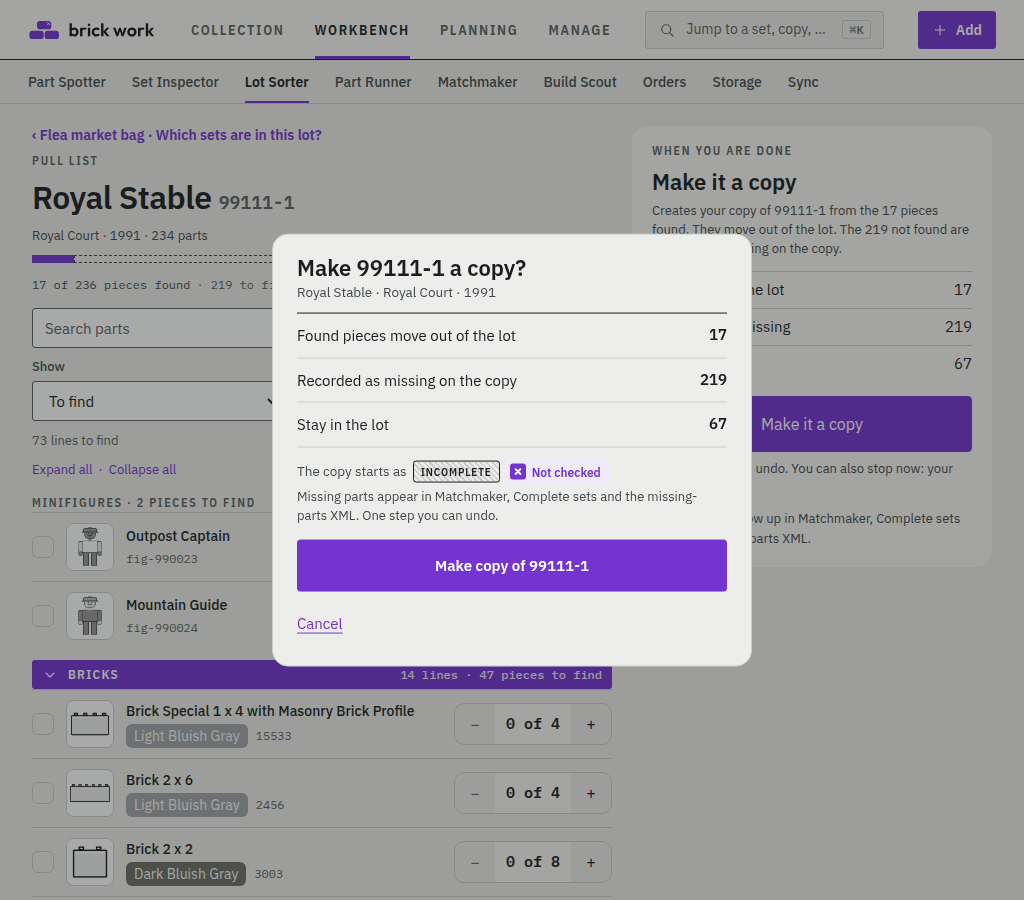 brick work
COLLECTION
WORKBENCH
PLANNING
MANAGE
Jump to a set, copy, ...
⌘K
+ Add
Part Spotter
Set Inspector
Lot Sorter
Part Runner
Matchmaker
Build Scout
Orders
Storage
Sync
‹ Flea market bag · Which sets are in this lot?
PULL LIST
Royal Stable 99111-1
Royal Court · 1991 · 234 parts
17 of 236 pieces found · 219 to
Search parts
Show
To find
73 lines to find
Expand all · Collapse all
MINIFIGURES · 2 PIECES TO FIND
Outpost Captain
fig-990023
Mountain Guide
fig-990024
BRICKS
14 lines · 47 pieces to find
Brick Special 1 x 4 with Masonry Brick Profile
Light Bluish Gray 15533
− 0 of 4 +
Brick 2 x 6
Light Bluish Gray 2456
− 0 of 4 +
Brick 2 x 2
Dark Bluish Gray 3003
− 0 of 8 +
WHEN YOU ARE DONE
Make it a copy
Creates your copy of 99111-1 from the 17 pieces
found. They move out of the lot. The 219 not found are
on the copy.
lot 17
219
67
Make it a copy
undo. You can also stop now: your
up in Matchmaker, Complete sets
XML.
Make 99111-1 a copy?
Royal Stable · Royal Court · 1991
Found pieces move out of the lot 17
Recorded as missing on the copy 219
Stay in the lot 67
The copy starts as INCOMPLETE Not checked
Missing parts appear in Matchmaker, Complete sets and the missing-
parts XML. One step you can undo.
Make copy of 99111-1
Cancel